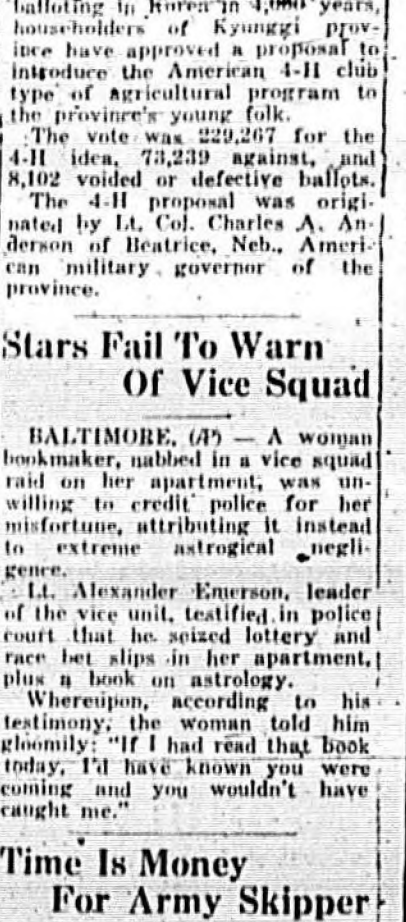 balloting in Korea in 4,000 years,
householders of Kyunggi prov-
ince have approved a proposal to
introduce the American 4-H club
type of agricultural program to
the province's young folk.
The vote was 229,267 for the
4-H idea, 73,239 against, and
8,102 voided or defective ballots.
The 4-H proposal was origi-
nated by Lt. Col. Charles A. An-
derson of Beatrice, Neb., Ameri-
can military governor of the
province.
Stars Fail To Warn
Of Vice Squad
BALTIMORE, (AP) — A woman
bookmaker, nabbed in a vice squad
raid on her apartment, was un-
willing to credit police for her
misfortune, attributing it instead
to extreme astrogical negli-
gence.
Lt. Alexander Emerson, leader
of the vice unit, testified in police
court that he seized lottery and
race bet slips in her apartment,
plus a book on astrology.
Whereupon, according to his
testimony, the woman told him
gloomily: "If I had read that book
today, I'd have known you were
coming and you wouldn't have
caught me."
Time Is Money
For Army Skipper